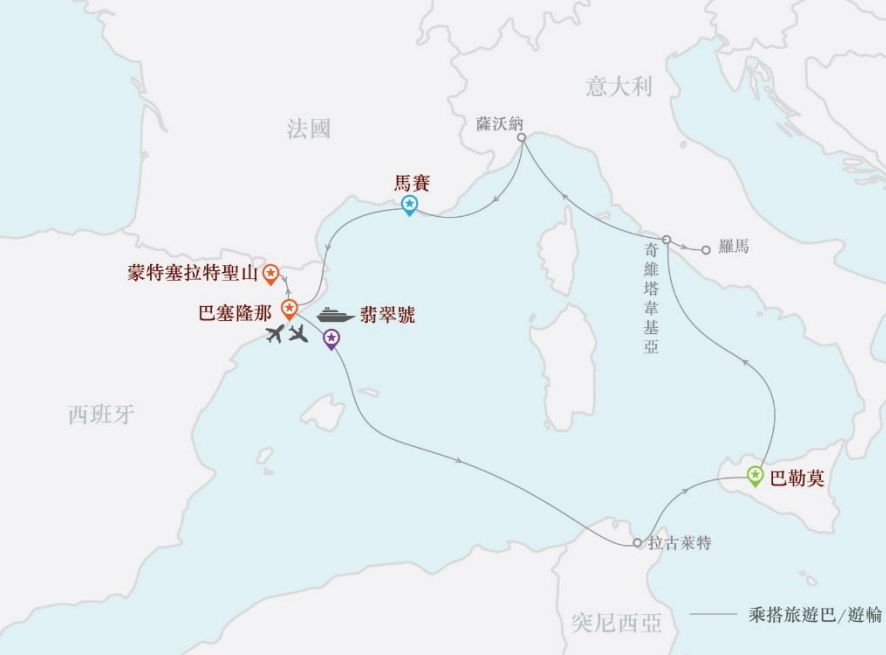 意大利
薩沃納
法國
馬賽
羅馬
奇維塔韋基亞
蒙特塞拉特聖山
巴塞隆那
翡翠號
西班牙
巴勒莫
拉古萊特
突尼西亞
乘搭旅遊巴/遊輪